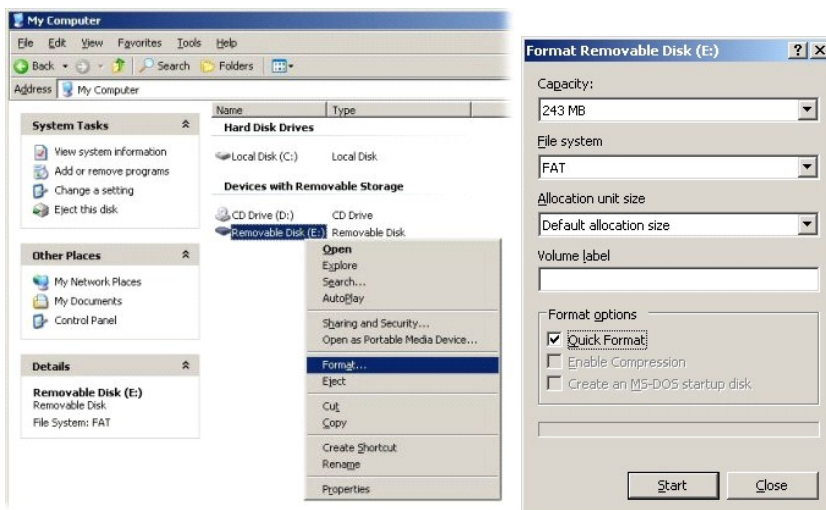 My Computer
File Edit View Favorites Tools Help
Back Search Folders
Address My Computer
System Tasks
View system information
Add or remove programs
Change a setting
Eject this disk
Other Places
My Network Places
My Documents
Control Panel
Details
Removable Disk (E:)
Removable Disk
File System: FAT
Name Type
Hard Disk Drives
Local Disk (C:) Local Disk
Devices with Removable Storage
CD Drive (D:) CD Drive
Removable Disk (E:) Removable Disk
Open
Explore
Search...
AutoPlay
Sharing and Security...
Open as Portable Media Device...
Format...
Eject
Cut
Copy
Create Shortcut
Rename
Properties
Format Removable Disk (E:)
Capacity:
243 MB
File system
FAT
Allocation unit size
Default allocation size
Volume label
Format options
Quick Format
Enable Compression
Create an MS-DOS startup disk
Start Close